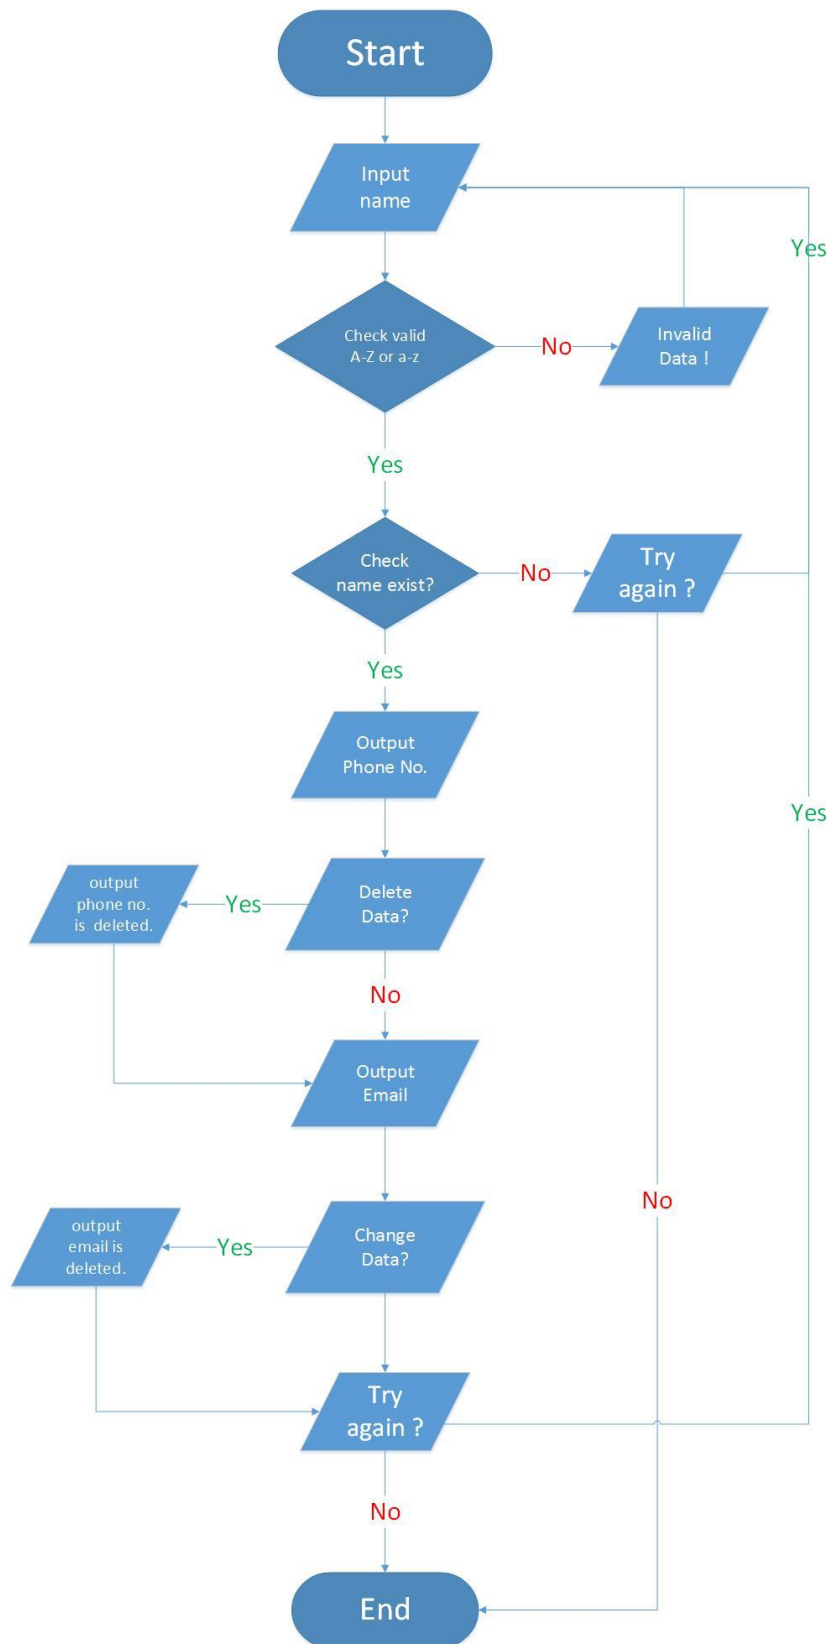 Start
Input
name
Yes
Check valid
A-Z or a-z
No
Invalid
Data !
Yes
Check
name exist?
No
Try
again ?
Yes
Output
Phone No.
Yes
output
phone no.
is deleted.
Yes
Delete
Data?
No
Output
Email
No
output
email is
deleted.
Yes
Change
Data?
Try
again ?
No
End